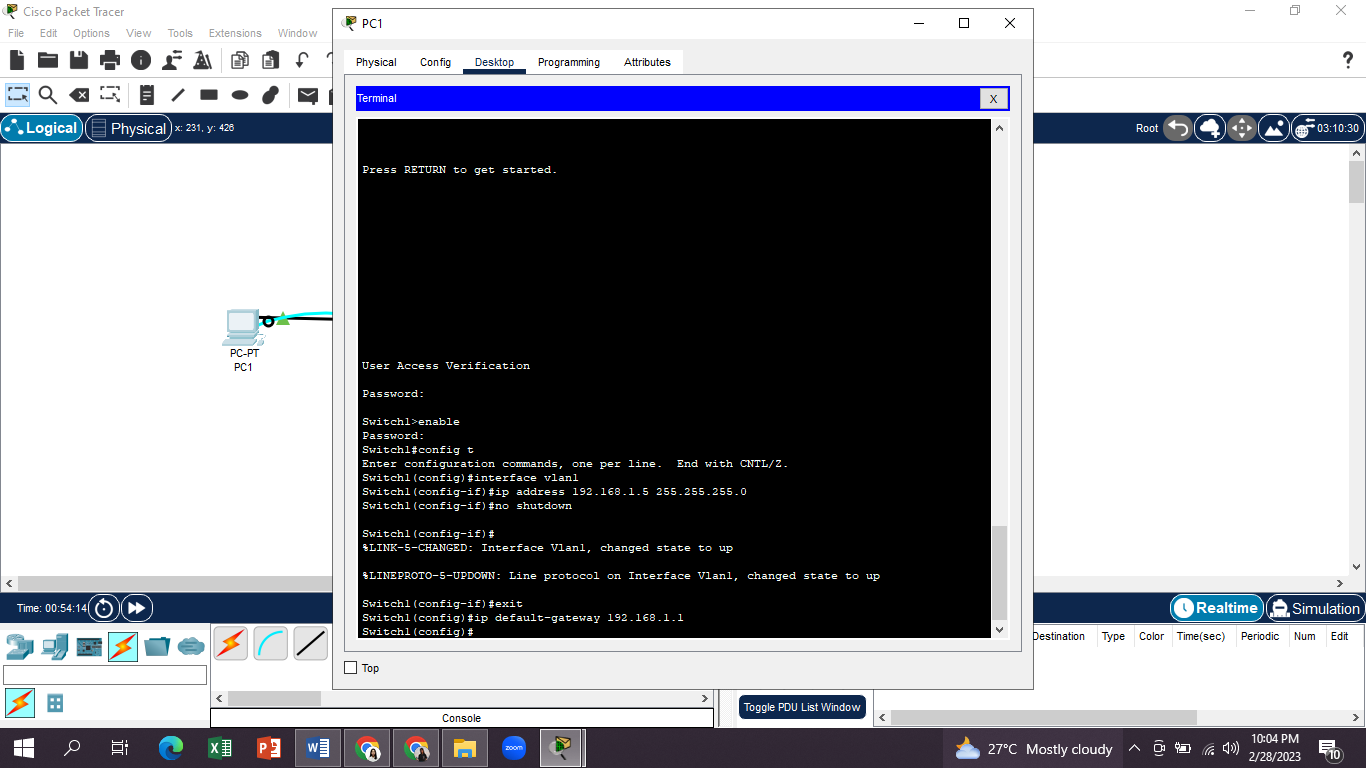 Cisco Packet Tracer
File Edit Options View Tools Extensions Window
?
Logical Physical x: 231, y: 426
Root 03:10:30
PC-PT
PC1
PC1
Physical Config Desktop Programming Attributes
Terminal X
Press RETURN to get started.
User Access Verification
Password:
Switch1>enable
Password:
Switch1#config t
Enter configuration commands, one per line.  End with CNTL/Z.
Switch1(config)#interface vlan1
Switch1(config-if)#ip address 192.168.1.5 255.255.255.0
Switch1(config-if)#no shutdown
Switch1(config-if)#
%LINK-5-CHANGED: Interface Vlan1, changed state to up
%LINEPROTO-5-UPDOWN: Line protocol on Interface Vlan1, changed state to up
Switch1(config-if)#exit
Switch1(config)#ip default-gateway 192.168.1.1
Switch1(config)#
Top
Time: 00:54:14
Realtime Simulation
Destination Type Color Time(sec) Periodic Num Edit
Toggle PDU List Window
Console
zoom
27°C Mostly cloudy
10:04 PM
2/28/2023
10